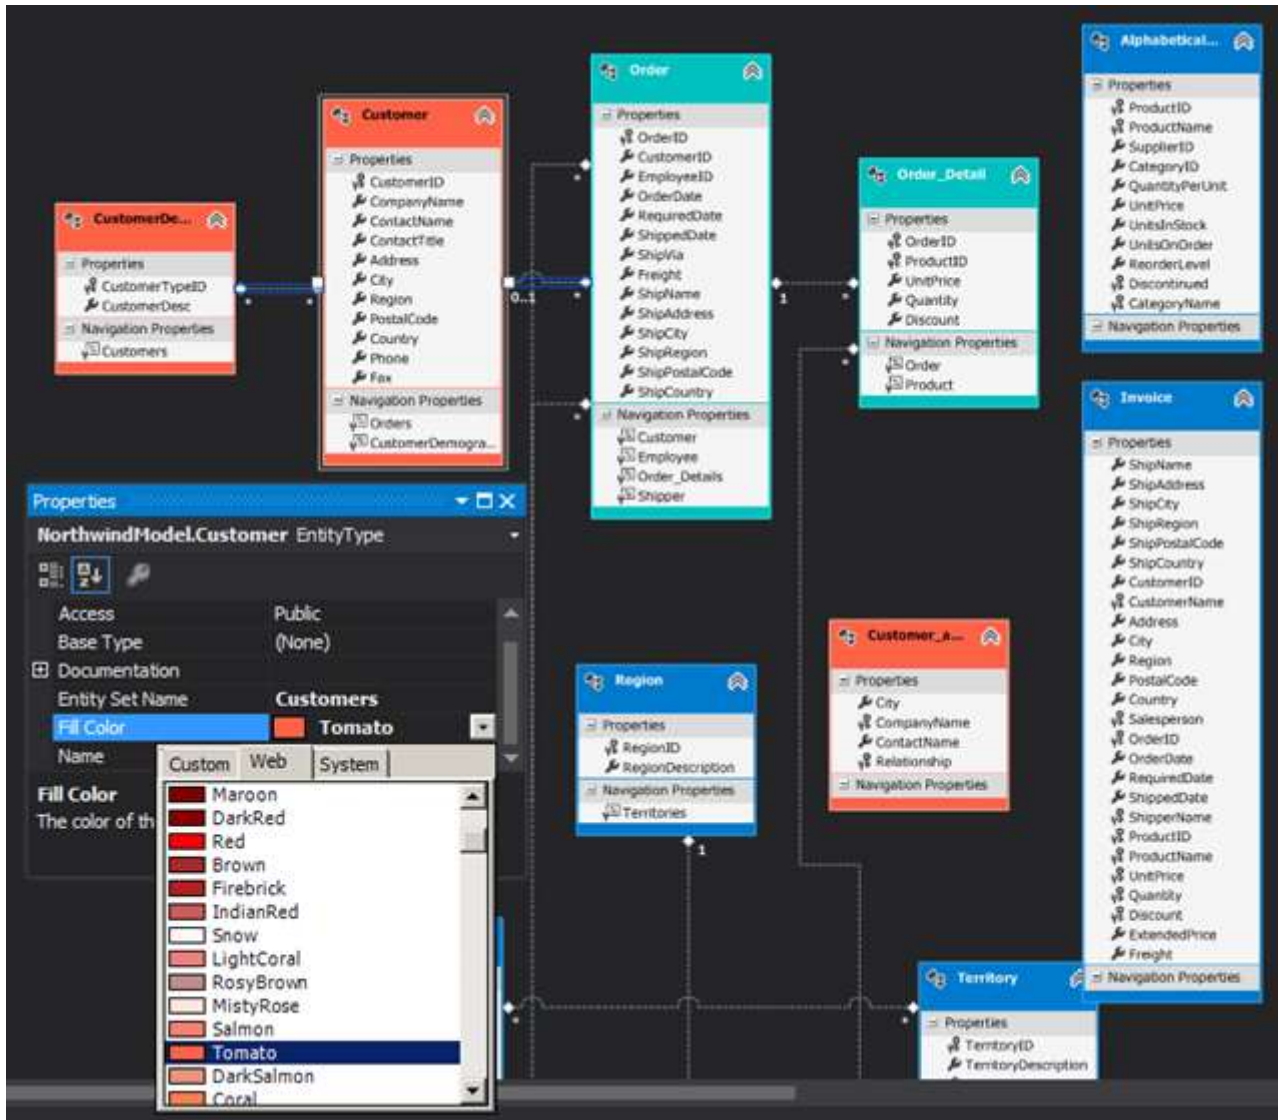 CustomerDe...
Properties
CustomerTypeID
CustomerDesc
Navigation Properties
Customers
*
*
Customer
Properties
CustomerID
CompanyName
ContactName
ContactTitle
Address
City
Region
PostalCode
Country
Phone
Fax
Navigation Properties
Orders
CustomerDemogra...
0..1
*
*
*
Order
Properties
OrderID
CustomerID
EmployeeID
OrderDate
RequiredDate
ShippedDate
ShipVia
Freight
ShipName
ShipAddress
ShipCity
ShipRegion
ShipPostalCode
ShipCountry
Navigation Properties
Customer
Employee
Order_Details
Shipper
1
*
*
Order_Detail
Properties
OrderID
ProductID
UnitPrice
Quantity
Discount
Navigation Properties
Order
Product
Alphabetical...
Properties
ProductID
ProductName
SupplierID
CategoryID
QuantityPerUnit
UnitPrice
UnitsInStock
UnitsOnOrder
ReorderLevel
Discontinued
CategoryName
Navigation Properties
Invoice
Properties
ShipName
ShipAddress
ShipCity
ShipRegion
ShipPostalCode
ShipCountry
CustomerID
CustomerName
Address
City
Region
PostalCode
Country
Salesperson
OrderID
OrderDate
RequiredDate
ShippedDate
ShipperName
ProductID
ProductName
UnitPrice
Quantity
Discount
ExtendedPrice
Freight
Navigation Properties
Properties
NorthwindModel.Customer EntityType
Access Public
Base Type (None)
Documentation
Entity Set Name Customers
Fill Color Tomato
Name
Fill Color
The color of th
Custom Web System
Maroon
DarkRed
Red
Brown
Firebrick
IndianRed
Snow
LightCoral
RosyBrown
MistyRose
Salmon
Tomato
DarkSalmon
Coral
Region
Properties
RegionID
RegionDescription
Navigation Properties
Territories
1
Customer_a...
Properties
City
CompanyName
ContactName
Relationship
Navigation Properties
*
*
Territory
Properties
TerritoryID
TerritoryDescription